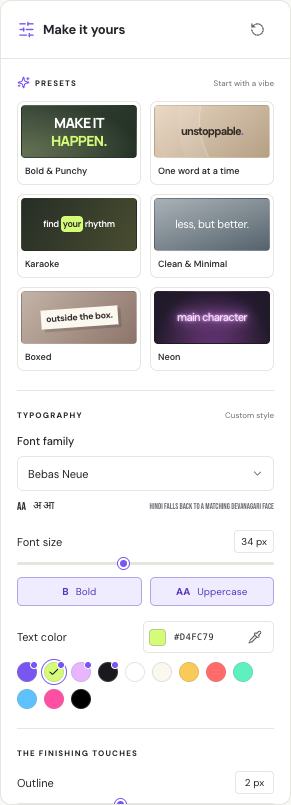 Make it yours
PRESETS
Start with a vibe
MAKE IT
HAPPEN.
Bold & Punchy
unstoppable.
One word at a time
find your rhythm
Karaoke
less, but better.
Clean & Minimal
outside the box.
Boxed
main character
Neon
TYPOGRAPHY
Custom style
Font family
Bebas Neue
AA अ आ
HINDI FALLS BACK TO A MATCHING DEVANAGARI FACE
Font size
34 px
B Bold
AA Uppercase
Text color
#D4FC79
THE FINISHING TOUCHES
Outline
2 px